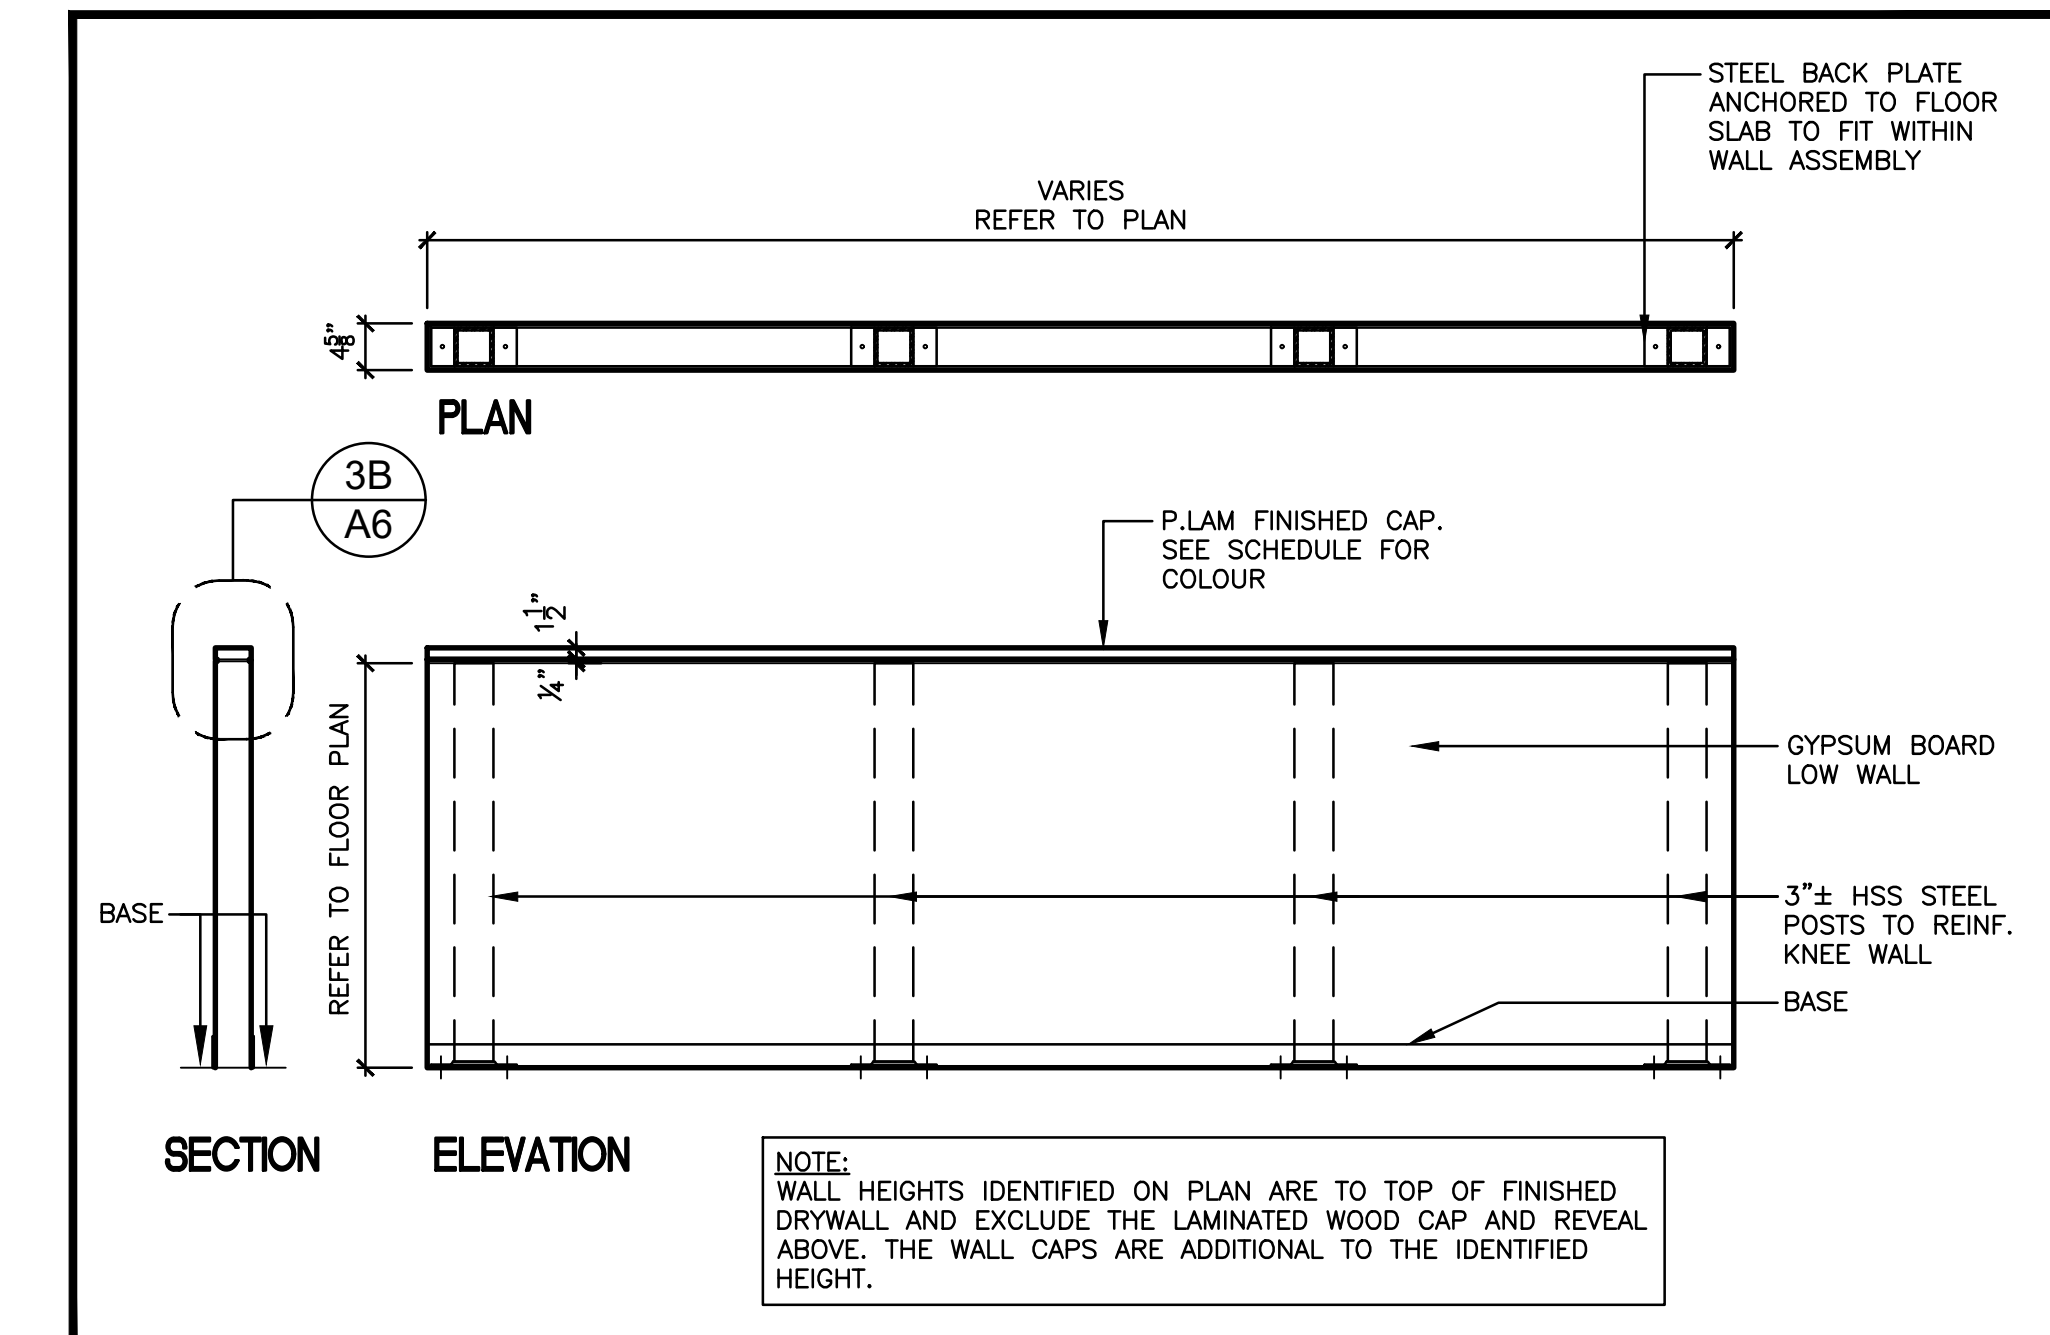 STEEL BACK PLATE
ANCHORED TO FLOOR
SLAB TO FIT WITHIN
WALL ASSEMBLY
VARIES
REFER TO PLAN
4 5/8"
PLAN
3B
A6
P.LAM FINISHED CAP.
SEE SCHEDULE FOR
COLOUR
1 1/2"
1/4"
REFER TO FLOOR PLAN
GYPSUM BOARD
LOW WALL
BASE
3"± HSS STEEL
POSTS TO REINF.
KNEE WALL
BASE
SECTION
ELEVATION
NOTE:
WALL HEIGHTS IDENTIFIED ON PLAN ARE TO TOP OF FINISHED
DRYWALL AND EXCLUDE THE LAMINATED WOOD CAP AND REVEAL
ABOVE. THE WALL CAPS ARE ADDITIONAL TO THE IDENTIFIED
HEIGHT.